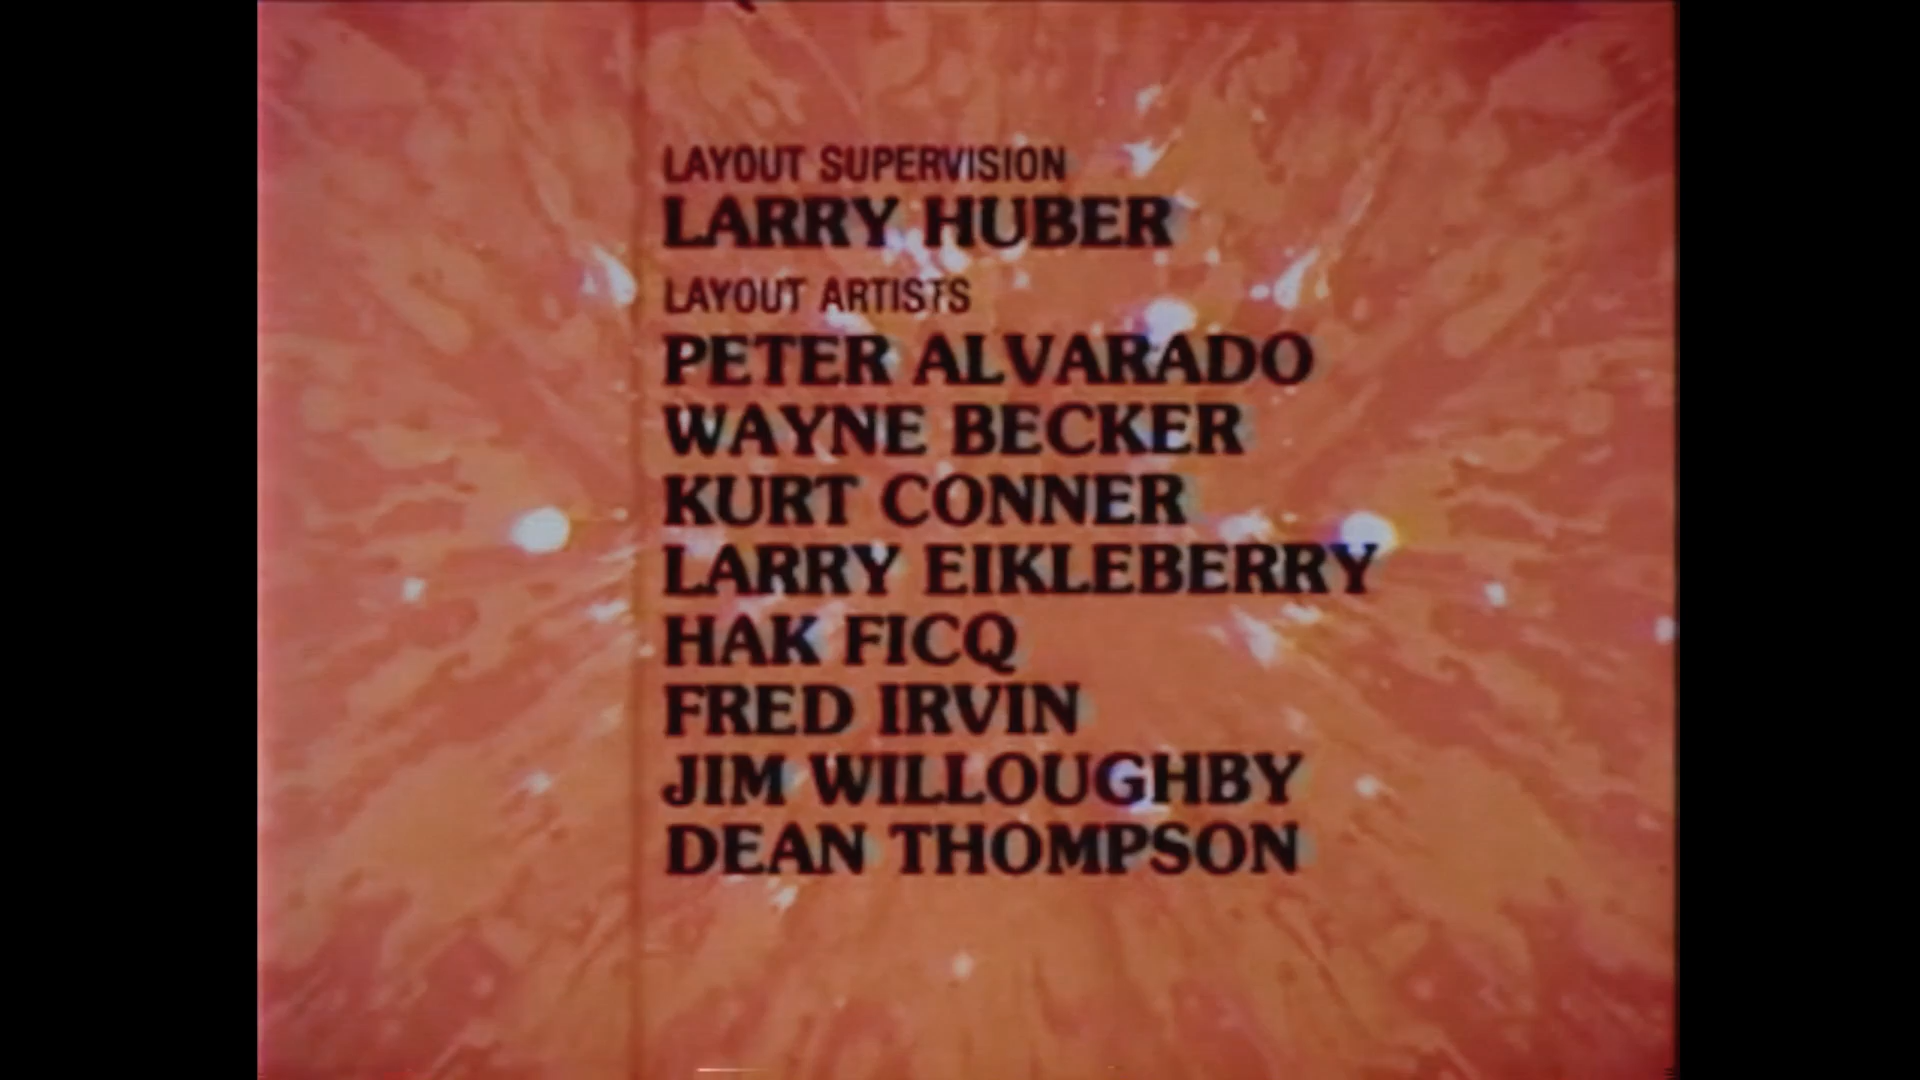 LAYOUT SUPERVISION
LARRY HUBER
LAYOUT ARTISTS
PETER ALVARADO
WAYNE BECKER
KURT CONNER
LARRY EIKLEBERRY
HAK FICQ
FRED IRVIN
JIM WILLOUGHBY
DEAN THOMPSON